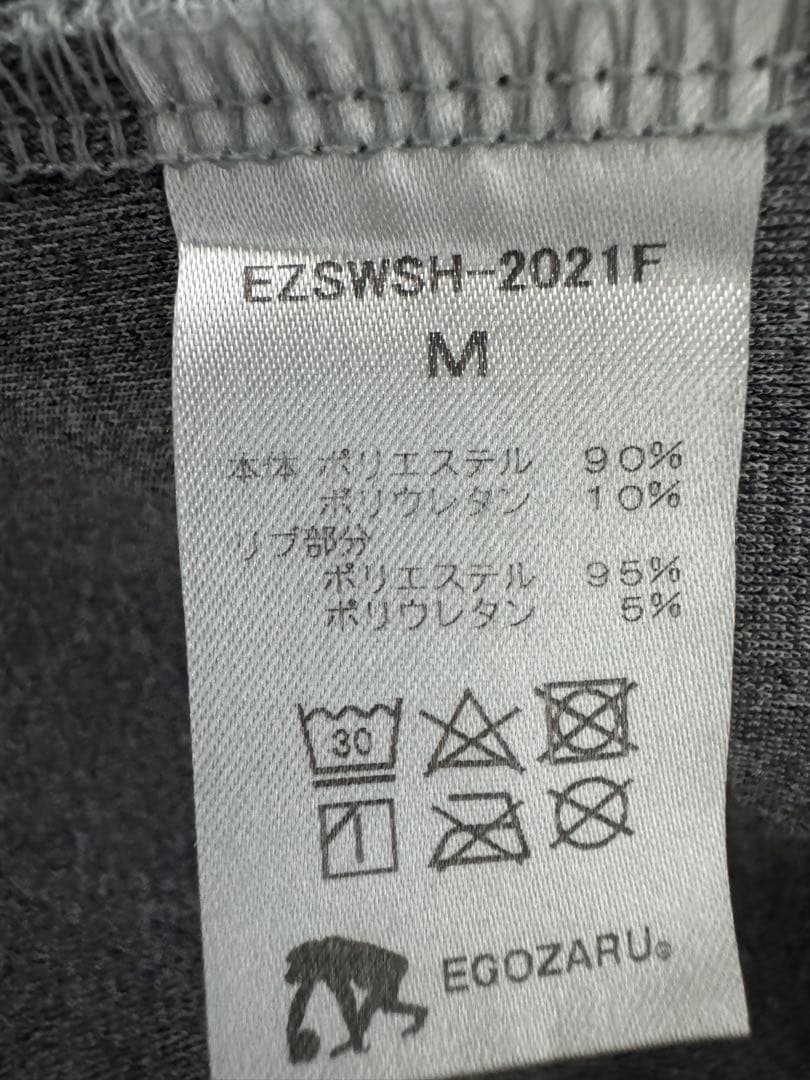 EZSWSH-2021F
M
本体 ポリエステル 90%
ポリウレタン 10%
リブ部分
ポリエステル 95%
ポリウレタン 5%
30
EGOZARU®